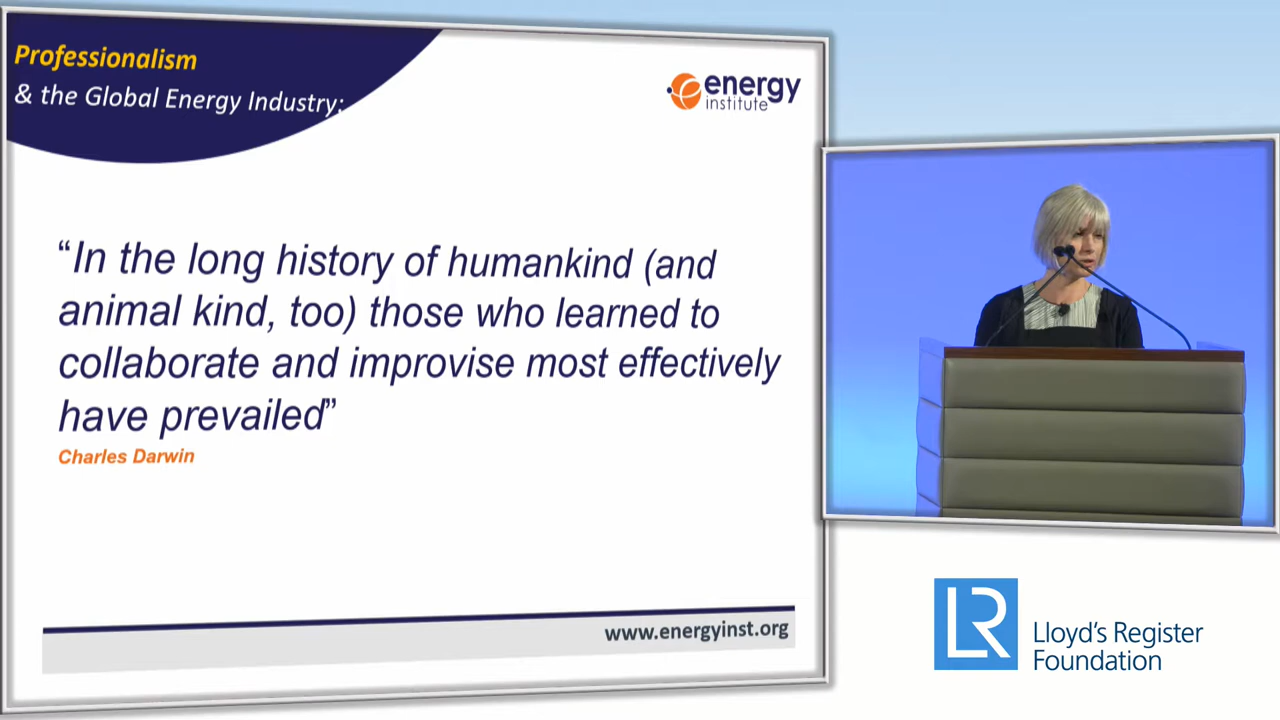 Professionalism
& the Global Energy Industry:
energy
institute
“In the long history of humankind (and
animal kind, too) those who learned to
collaborate and improvise most effectively
have prevailed”
Charles Darwin
www.energyinst.org
LR
Lloyd's Register
Foundation